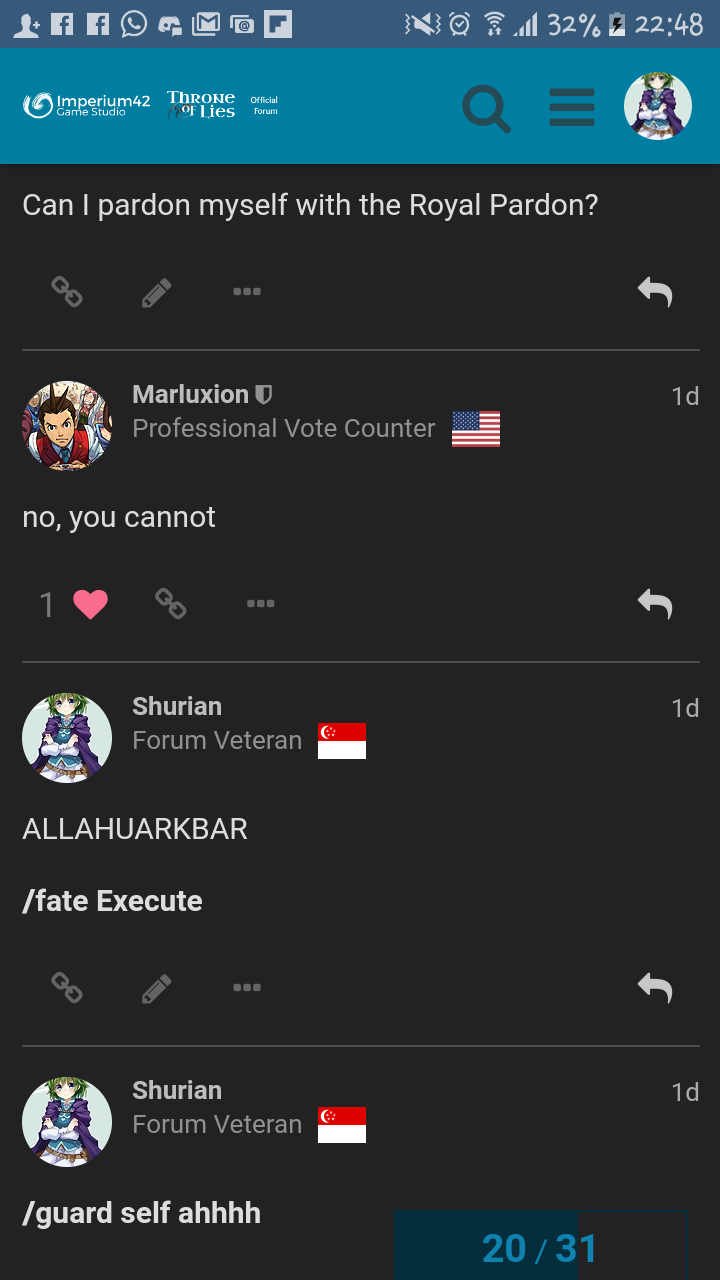 32% 22:48
Imperium42
Game Studio
Throne of Lies
Official
Forum
Can I pardon myself with the Royal Pardon?
Marluxion 1d
Professional Vote Counter
no, you cannot
1
Shurian 1d
Forum Veteran
ALLAHUARKBAR
/fate Execute
Shurian 1d
Forum Veteran
/guard self ahhhh
20 / 31